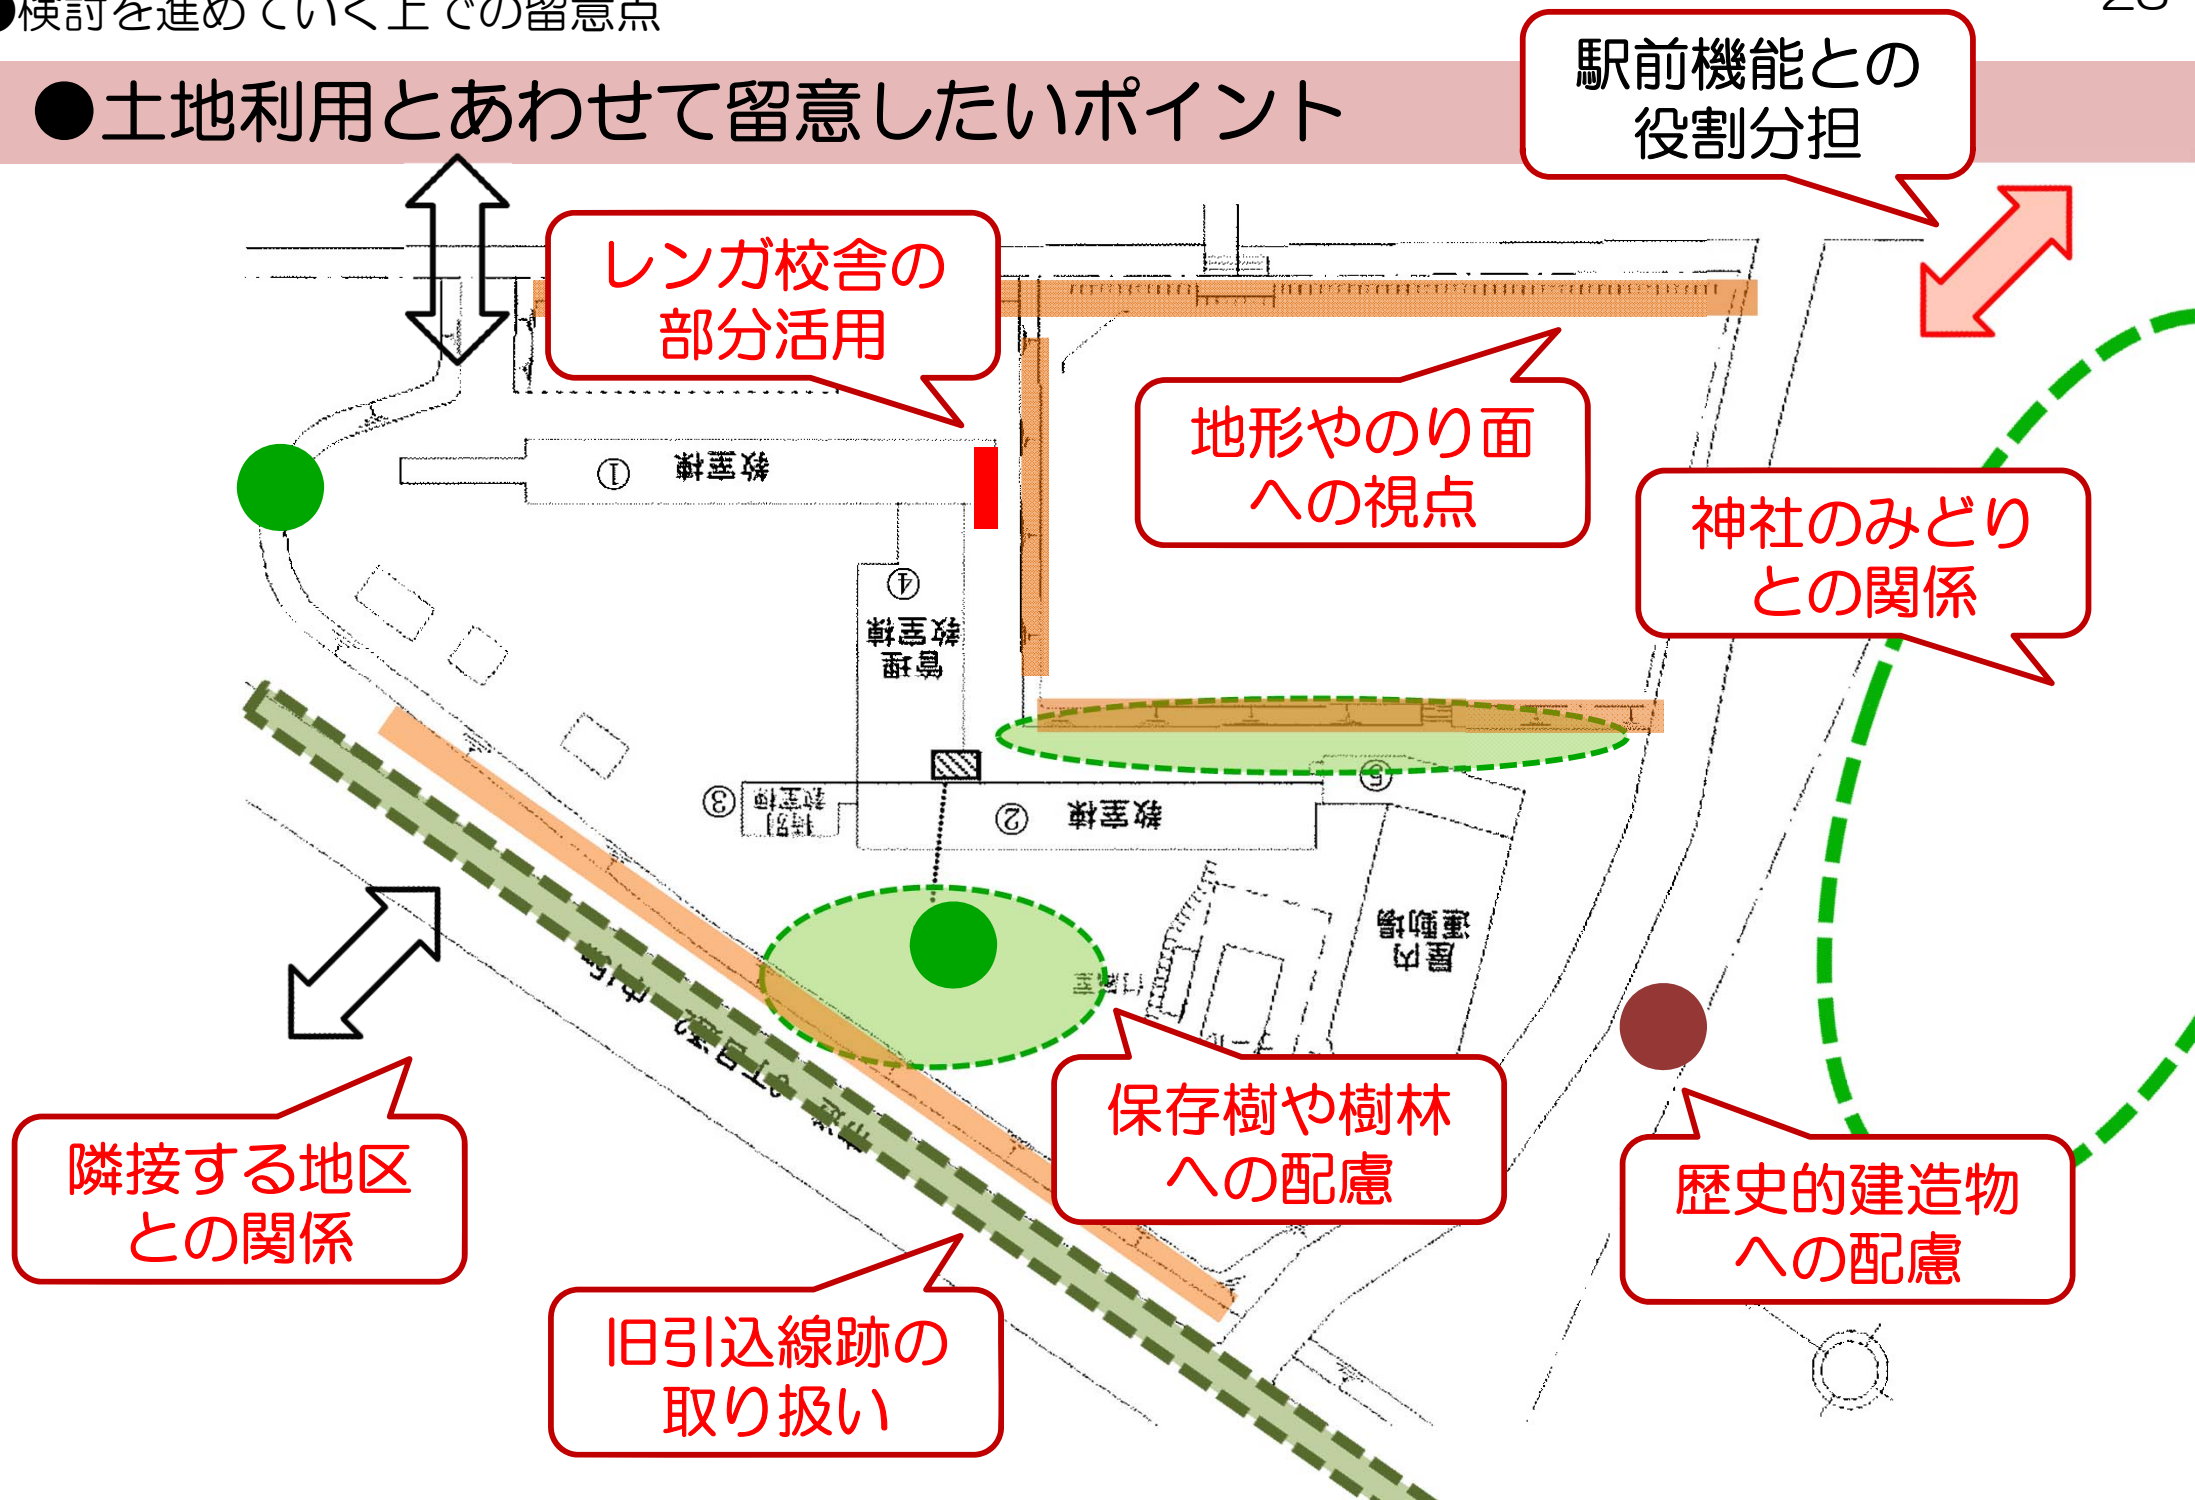 ●検討を進めていく上での留意点
●土地利用とあわせて留意したいポイント
駅前機能との
役割分担
レンガ校舎の
部分活用
地形やのり面
への視点
神社のみどり
との関係
① 教室棟
④
教室棟
管理
③ 教室棟
特別
② 教室棟
⑤
屋内
運動場
隣接する地区
との関係
保存樹や樹林
への配慮
歴史的建造物
への配慮
旧引込線跡の
取り扱い